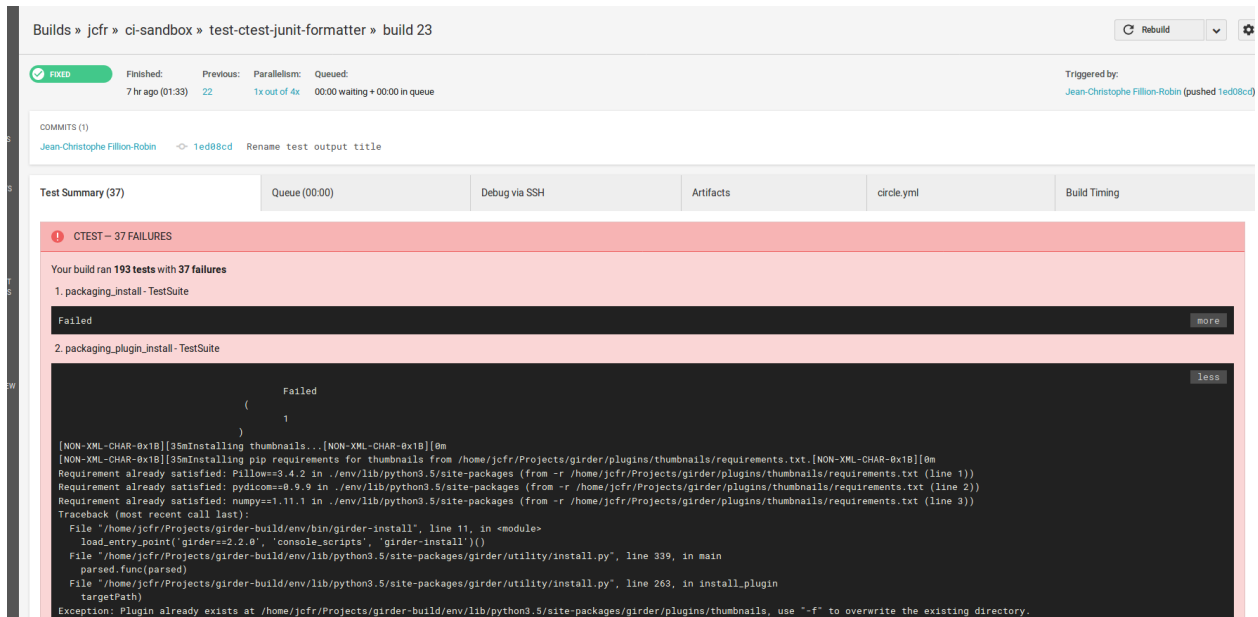 Builds » jcfr » ci-sandbox » test-ctest-junit-formatter » build 23
Rebuild
FIXED
Finished: Previous: Parallelism: Queued:
7 hr ago (01:33) 22 1x out of 4x 00:00 waiting + 00:00 in queue
Triggered by:
Jean-Christophe Fillion-Robin (pushed 1ed08cd)
COMMITS (1)
Jean-Christophe Fillion-Robin 1ed08cd Rename test output title
Test Summary (37) Queue (00:00) Debug via SSH Artifacts circle.yml Build Timing
CTEST – 37 FAILURES
Your build ran 193 tests with 37 failures
1. packaging_install - TestSuite
Failed more
2. packaging_plugin_install - TestSuite
less
Failed
(
1
)
[NON-XML-CHAR-0x1B][35mInstalling thumbnails...[NON-XML-CHAR-0x1B][0m
[NON-XML-CHAR-0x1B][35mInstalling pip requirements for thumbnails from /home/jcfr/Projects/girder/plugins/thumbnails/requirements.txt.[NON-XML-CHAR-0x1B][0m
Requirement already satisfied: Pillow==3.4.2 in ./env/lib/python3.5/site-packages (from -r /home/jcfr/Projects/girder/plugins/thumbnails/requirements.txt (line 1))
Requirement already satisfied: pydicom==0.9.9 in ./env/lib/python3.5/site-packages (from -r /home/jcfr/Projects/girder/plugins/thumbnails/requirements.txt (line 2))
Requirement already satisfied: numpy==1.11.1 in ./env/lib/python3.5/site-packages (from -r /home/jcfr/Projects/girder/plugins/thumbnails/requirements.txt (line 3))
Traceback (most recent call last):
File "/home/jcfr/Projects/girder-build/env/bin/girder-install", line 11, in <module>
load_entry_point('girder==2.2.0', 'console_scripts', 'girder-install')()
File "/home/jcfr/Projects/girder-build/env/lib/python3.5/site-packages/girder/utility/install.py", line 339, in main
parsed.func(parsed)
File "/home/jcfr/Projects/girder-build/env/lib/python3.5/site-packages/girder/utility/install.py", line 263, in install_plugin
targetPath)
Exception: Plugin already exists at /home/jcfr/Projects/girder-build/env/lib/python3.5/site-packages/girder/plugins/thumbnails, use "-f" to overwrite the existing directory.